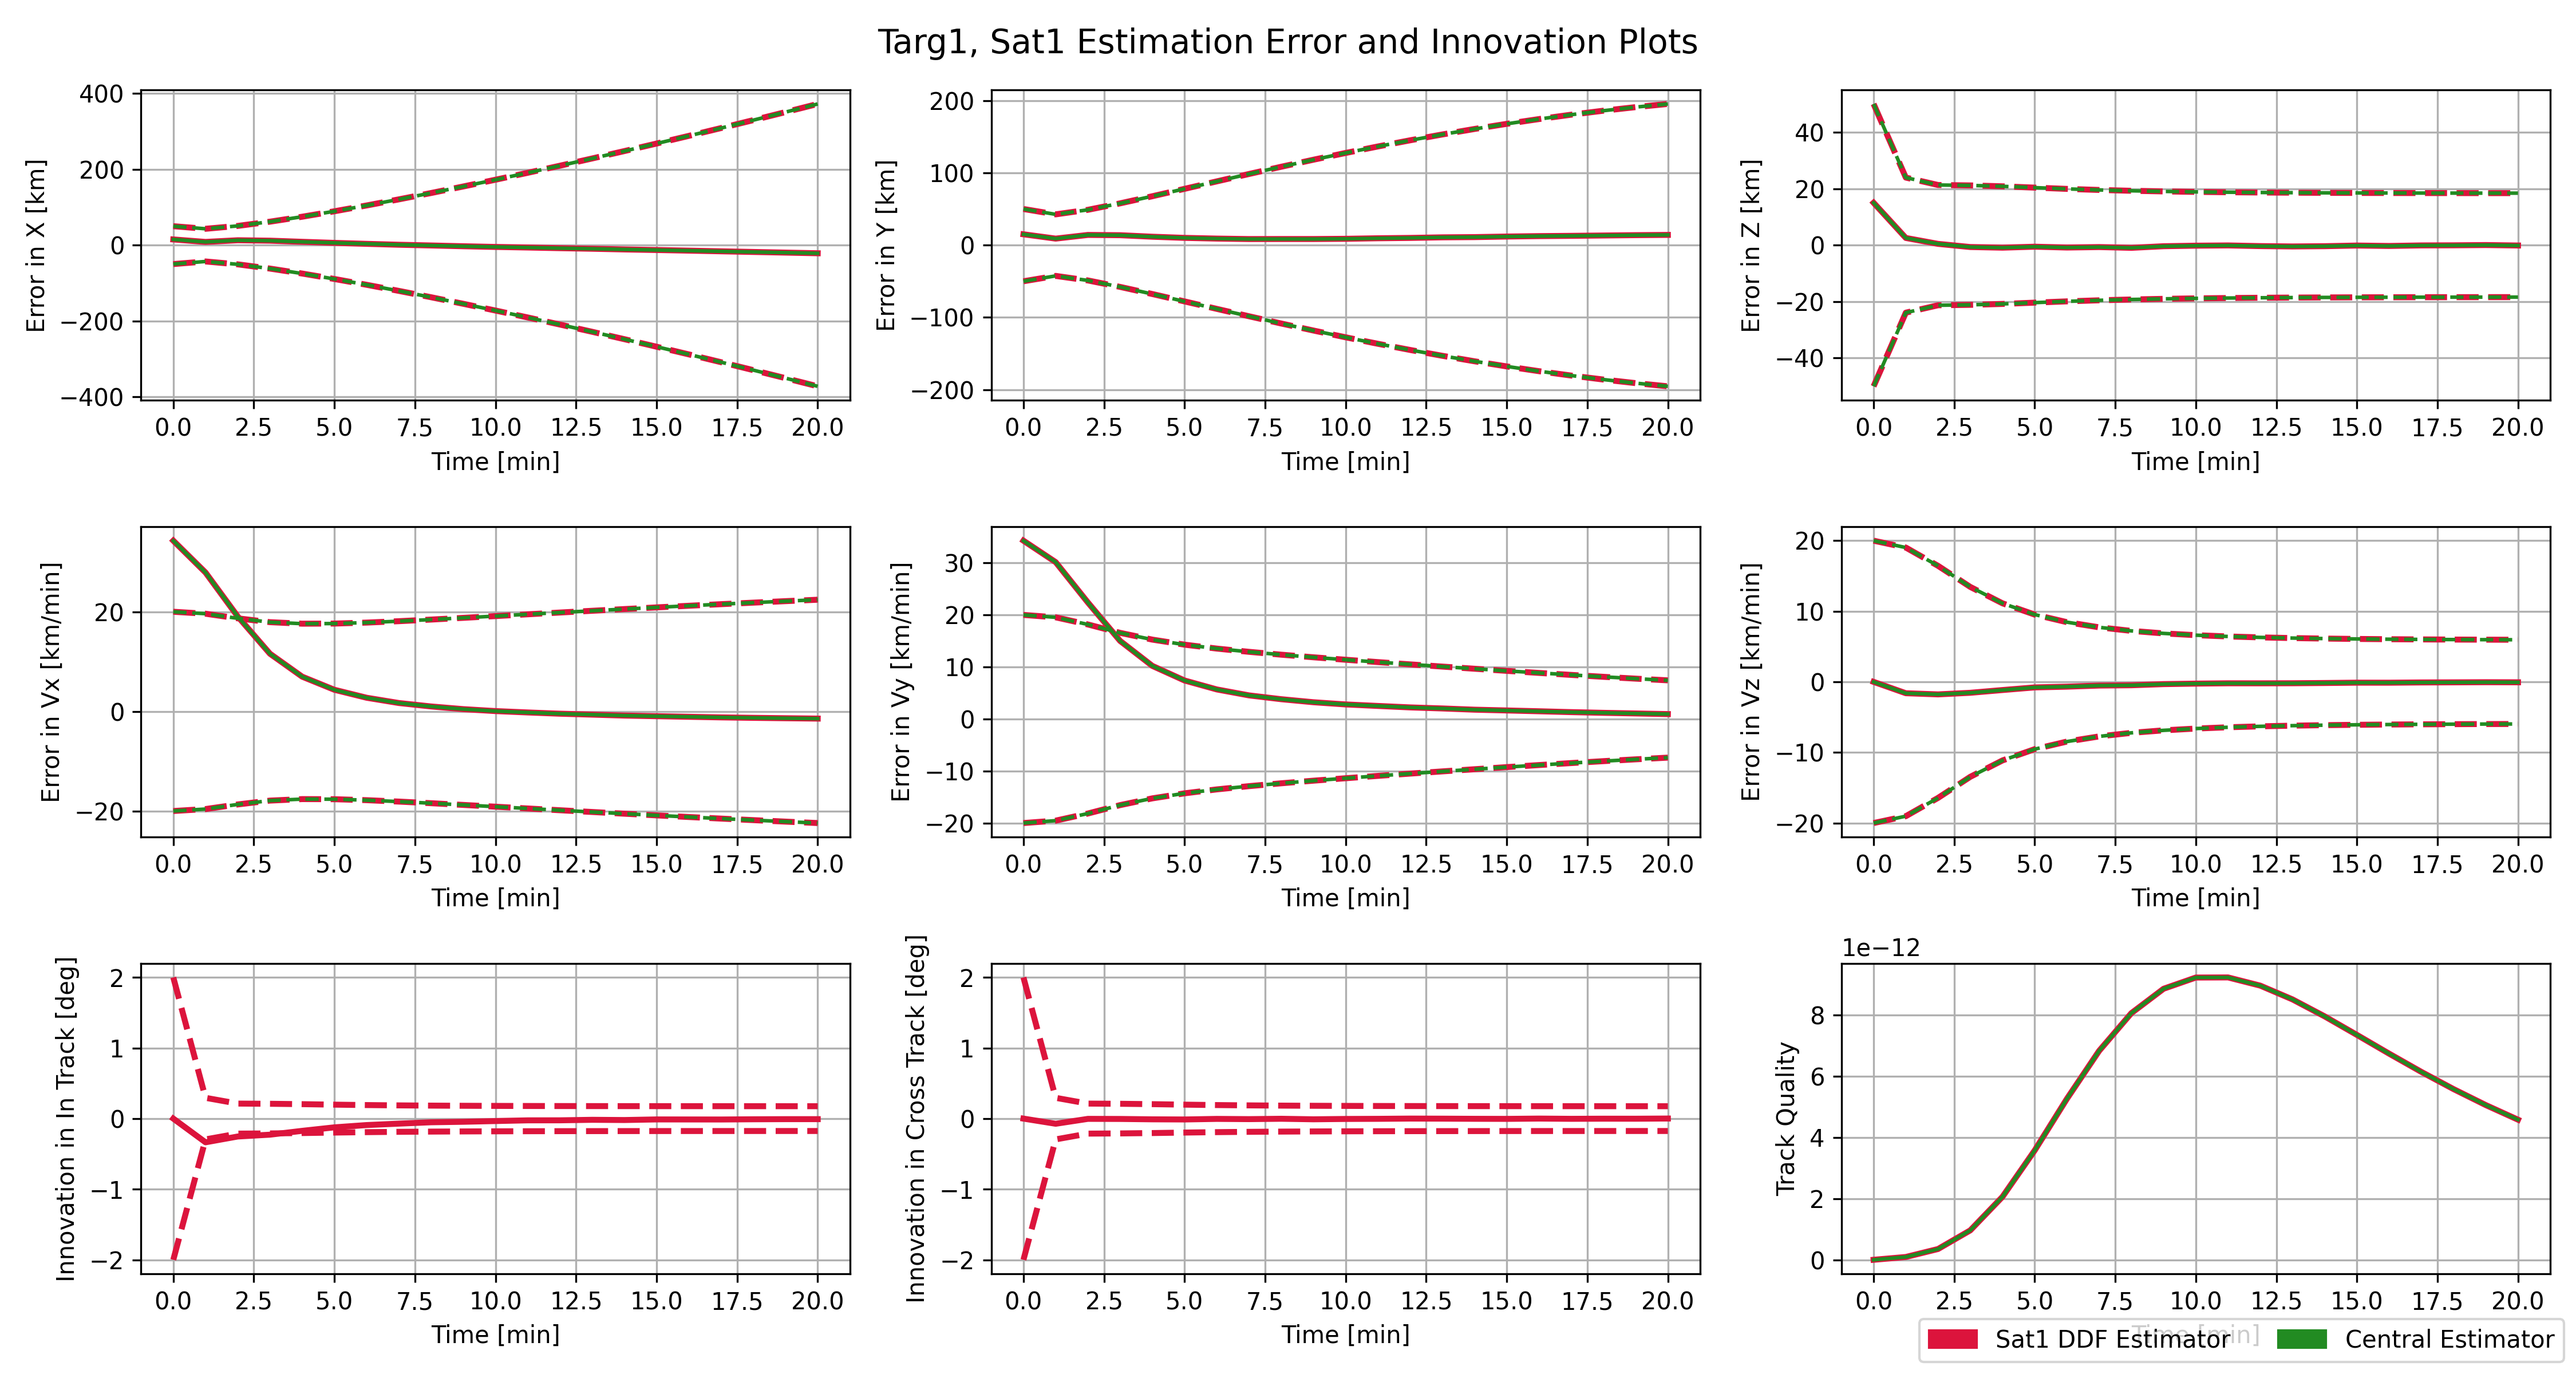 Targ1, Sat1 Estimation Error and Innovation Plots
Error in X [km]
400
200
0
−200
−400
0.0 2.5 5.0 7.5 10.0 12.5 15.0 17.5 20.0
Time [min]
Error in Y [km]
200
100
0
−100
−200
0.0 2.5 5.0 7.5 10.0 12.5 15.0 17.5 20.0
Time [min]
Error in Z [km]
40
20
0
−20
−40
0.0 2.5 5.0 7.5 10.0 12.5 15.0 17.5 20.0
Time [min]
Error in Vx [km/min]
20
0
−20
0.0 2.5 5.0 7.5 10.0 12.5 15.0 17.5 20.0
Time [min]
Error in Vy [km/min]
30
20
10
0
−10
−20
0.0 2.5 5.0 7.5 10.0 12.5 15.0 17.5 20.0
Time [min]
Error in Vz [km/min]
20
10
0
−10
−20
0.0 2.5 5.0 7.5 10.0 12.5 15.0 17.5 20.0
Time [min]
Innovation in In Track [deg]
2
1
0
−1
−2
0.0 2.5 5.0 7.5 10.0 12.5 15.0 17.5 20.0
Time [min]
Innovation in Cross Track [deg]
2
1
0
−1
−2
0.0 2.5 5.0 7.5 10.0 12.5 15.0 17.5 20.0
Time [min]
1e−12
Track Quality
8
6
4
2
0
0.0 2.5 5.0 7.5 10.0 12.5 15.0 17.5 20.0
Time [min]
Sat1 DDF Estimator
Central Estimator